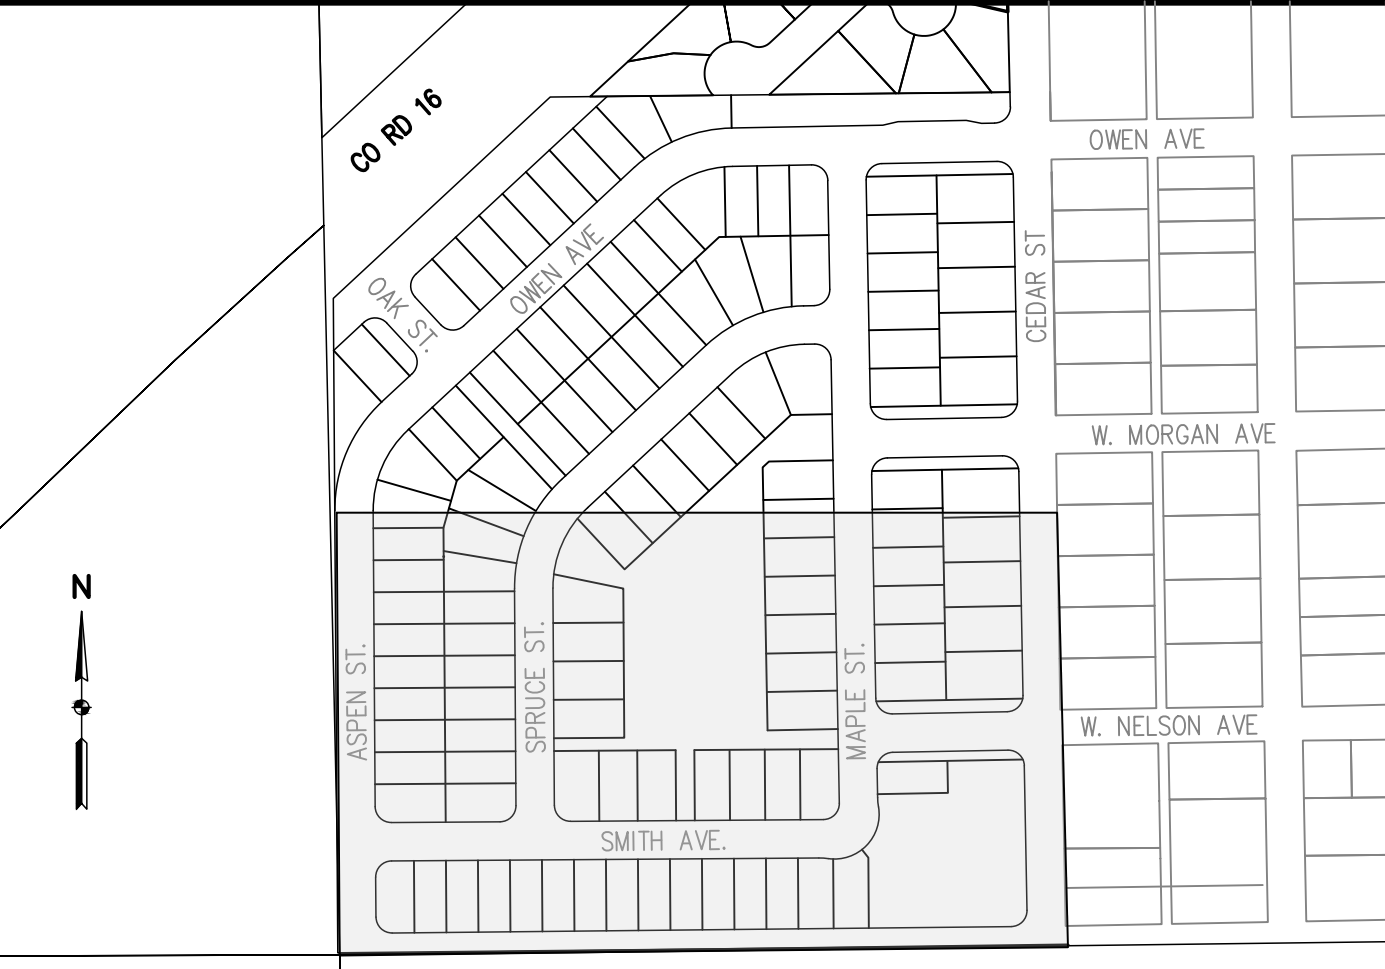 CO RD 16
OWEN AVE
OAK ST.
OWEN AVE
CEDAR ST
W. MORGAN AVE
N
ASPEN ST.
SPRUCE ST.
MAPLE ST.
W. NELSON AVE
SMITH AVE.